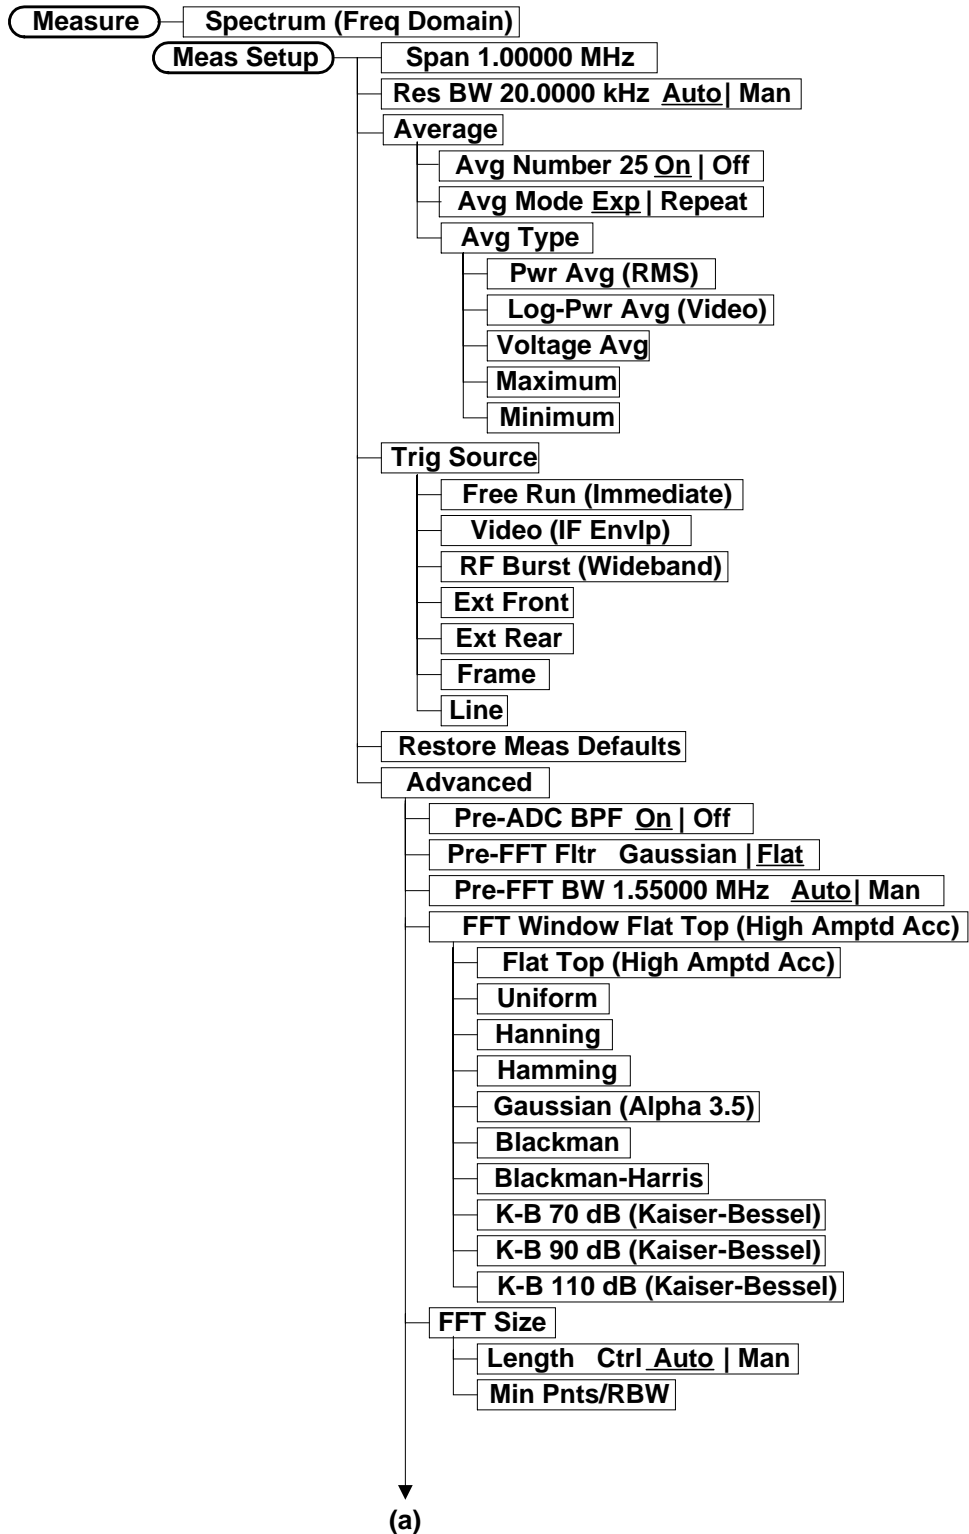 Measure
Spectrum (Freq Domain)
Meas Setup
Span 1.00000 MHz
Res BW 20.0000 kHz Auto| Man
Average
Avg Number 25 On | Off
Avg Mode Exp | Repeat
Avg Type
Pwr Avg (RMS)
Log-Pwr Avg (Video)
Voltage Avg
Maximum
Minimum
Trig Source
Free Run (Immediate)
Video (IF Envlp)
RF Burst (Wideband)
Ext Front
Ext Rear
Frame
Line
Restore Meas Defaults
Advanced
Pre-ADC BPF On | Off
Pre-FFT Fltr Gaussian | Flat
Pre-FFT BW 1.55000 MHz Auto| Man
FFT Window Flat Top (High Amptd Acc)
Flat Top (High Amptd Acc)
Uniform
Hanning
Hamming
Gaussian (Alpha 3.5)
Blackman
Blackman-Harris
K-B 70 dB (Kaiser-Bessel)
K-B 90 dB (Kaiser-Bessel)
K-B 110 dB (Kaiser-Bessel)
FFT Size
Length Ctrl Auto | Man
Min Pnts/RBW
(a)